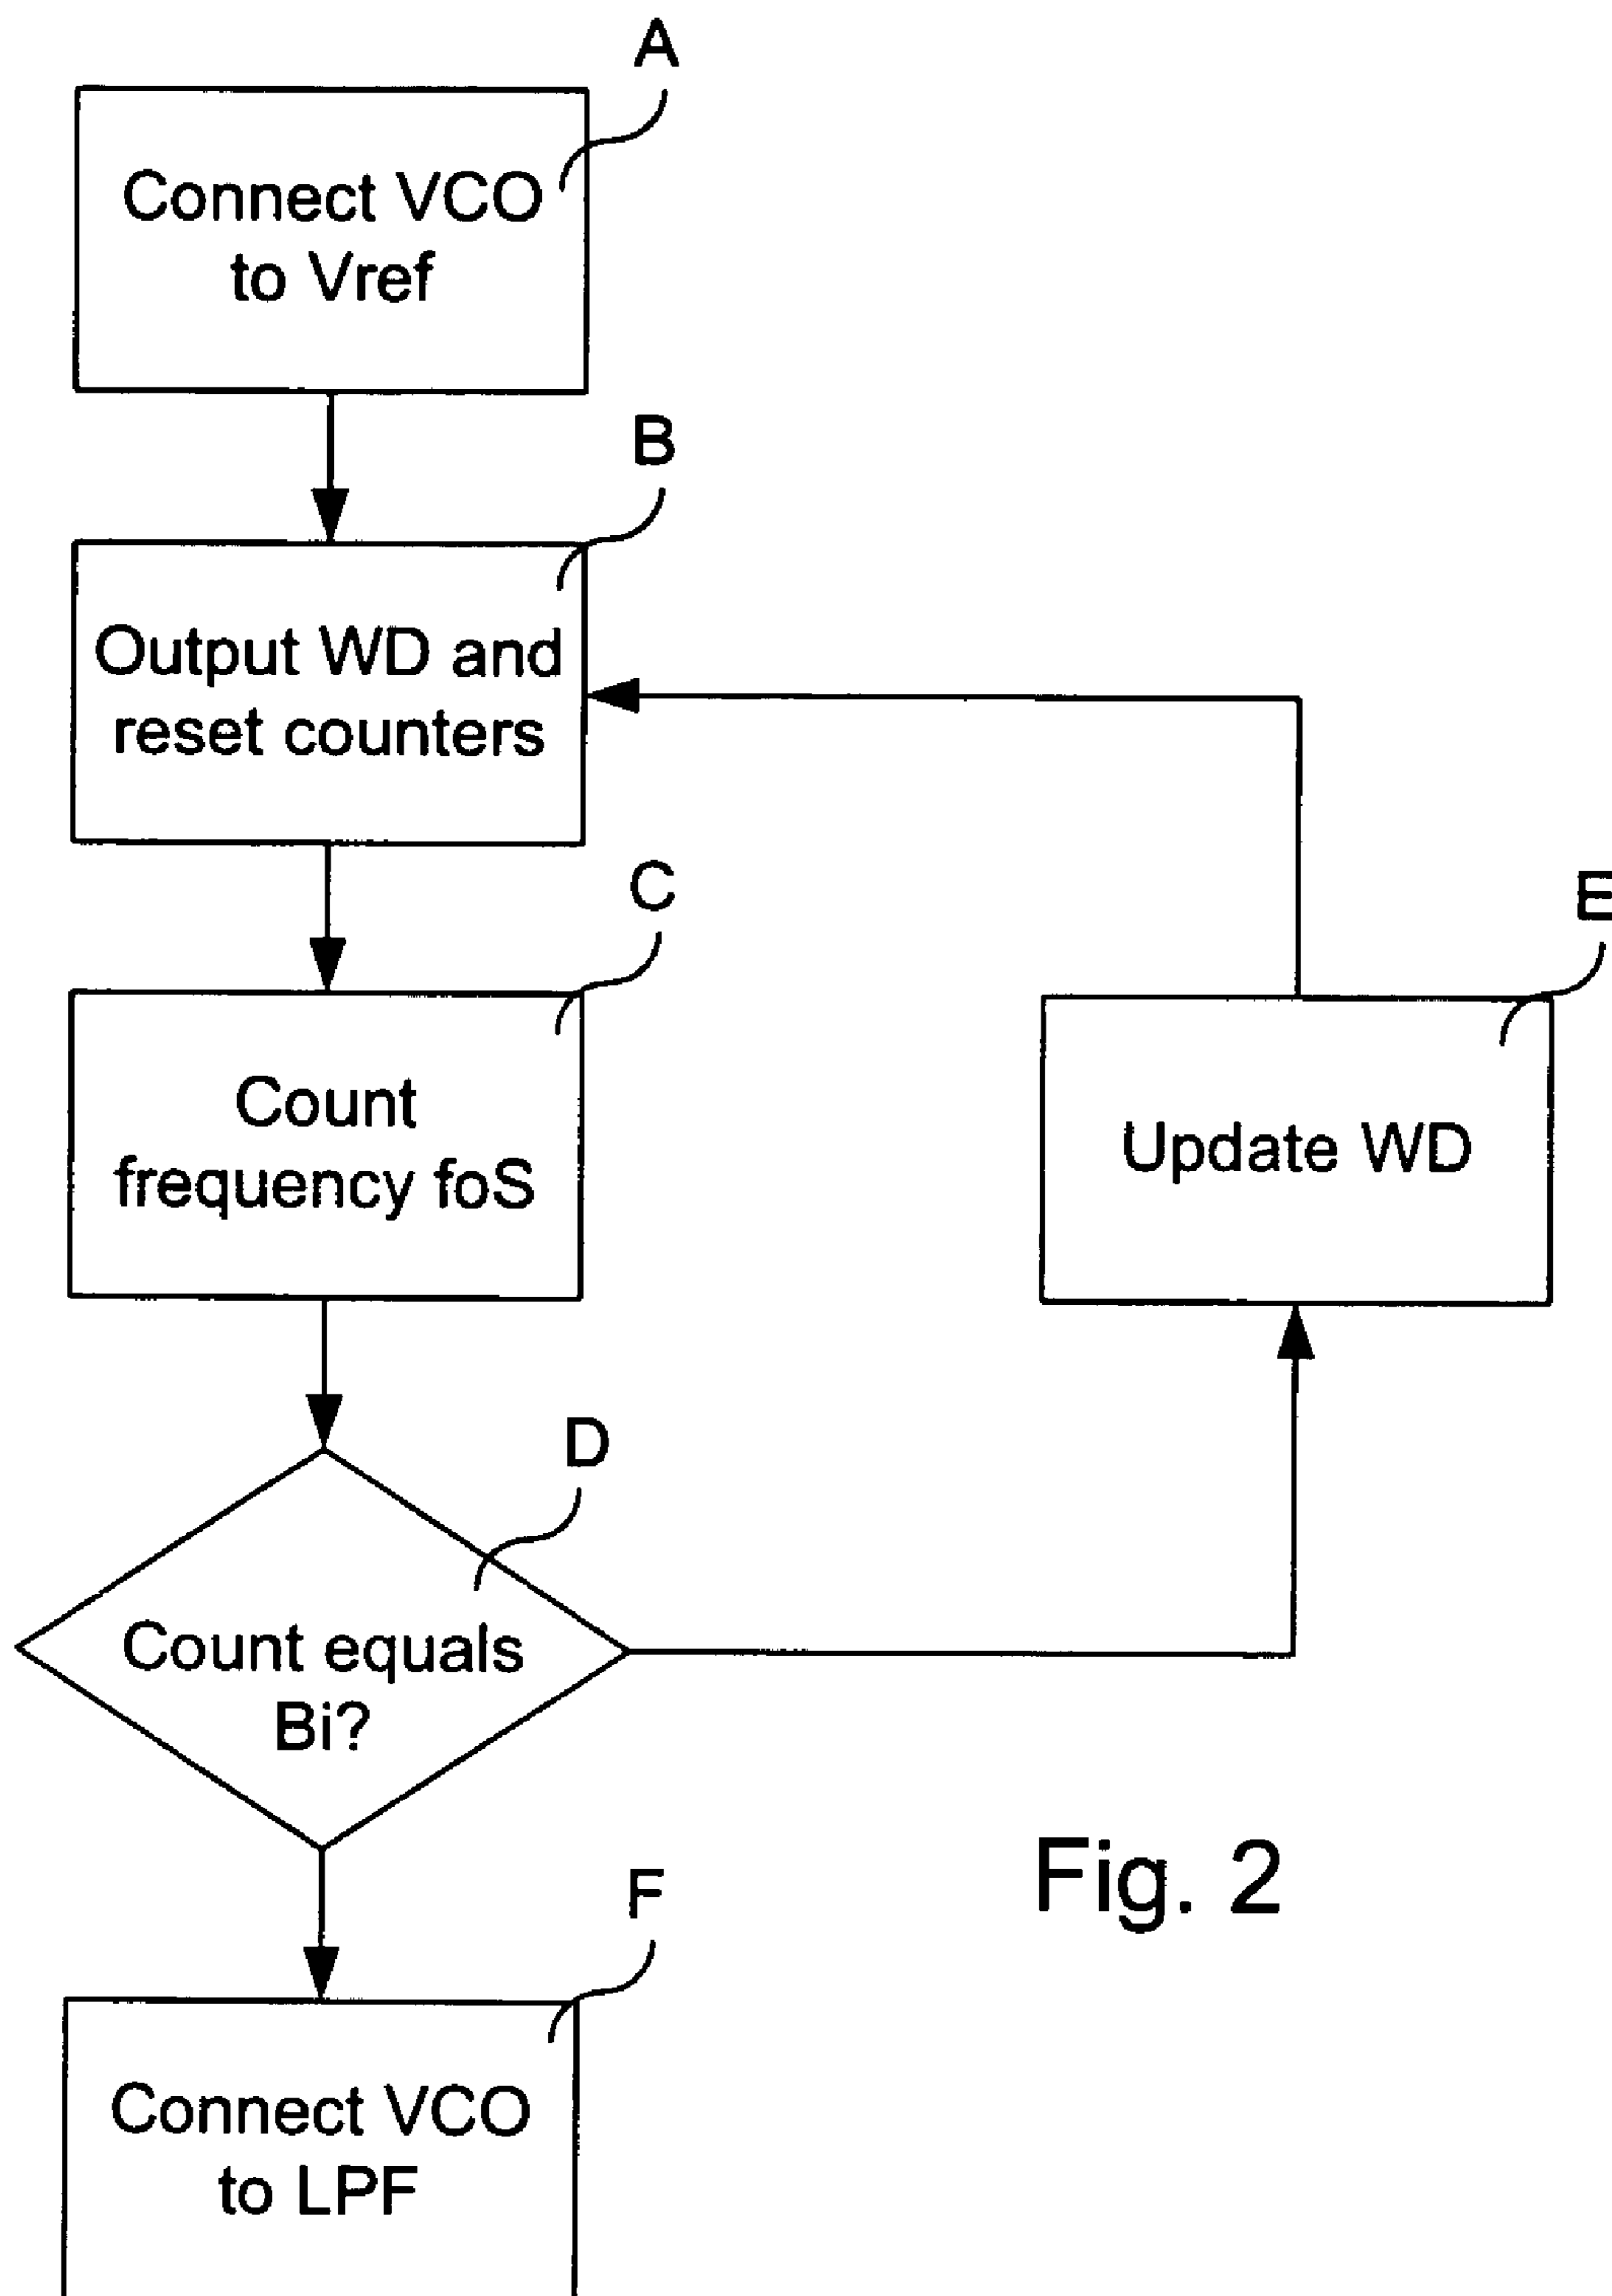 A
Connect VCO
to Vref
B
Output WD and
reset counters
C
Count
frequency foS
E
Update WD
D
Count equals
Bi?
Fig. 2
F
Connect VCO
to LPF